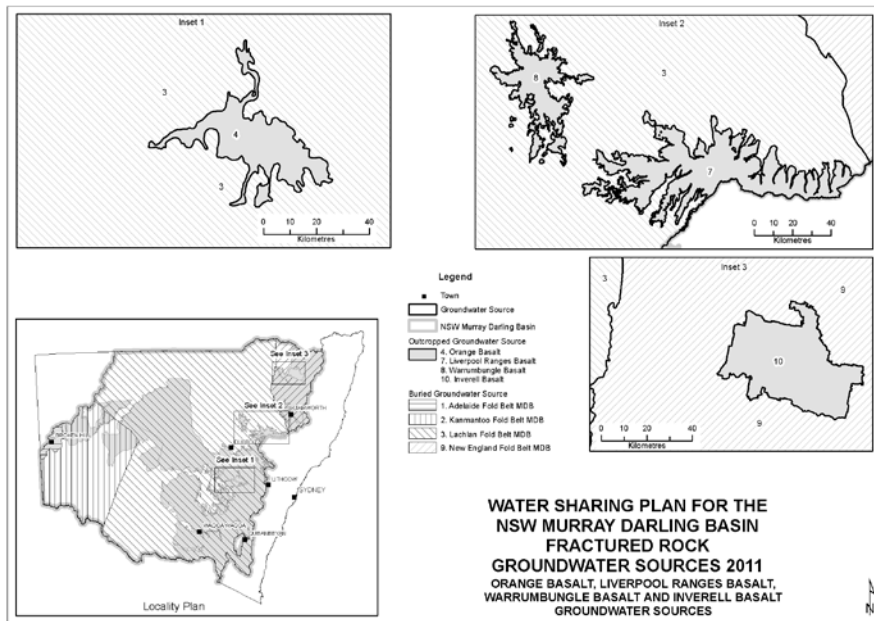 Inset 1
3
4
3
0 20 40
Kilometres
Inset 2
8
3
7
0 20 40
Kilometres
Inset 3
3
9
10
9
0 20 40
Kilometres
Legend
Town
Groundwater Source
NSW Murray Darling Basin
Outcropped Groundwater Source
4. Orange Basalt
7. Liverpool Ranges Basalt
8. Warrumbungle Basalt
10. Inverell Basalt
Buried Groundwater Source
1. Adelaide Fold Belt MDB
2. Kanmantoo Fold Belt MDB
3. Lachlan Fold Belt MDB
9. New England Fold Belt MDB
See Inset 3
See Inset 2
See Inset 1
SYDNEY
Locality Plan
WATER SHARING PLAN FOR THE
NSW MURRAY DARLING BASIN
FRACTURED ROCK
GROUNDWATER SOURCES 2011
ORANGE BASALT, LIVERPOOL RANGES BASALT,
WARRUMBUNGLE BASALT AND INVERELL BASALT
GROUNDWATER SOURCES
N